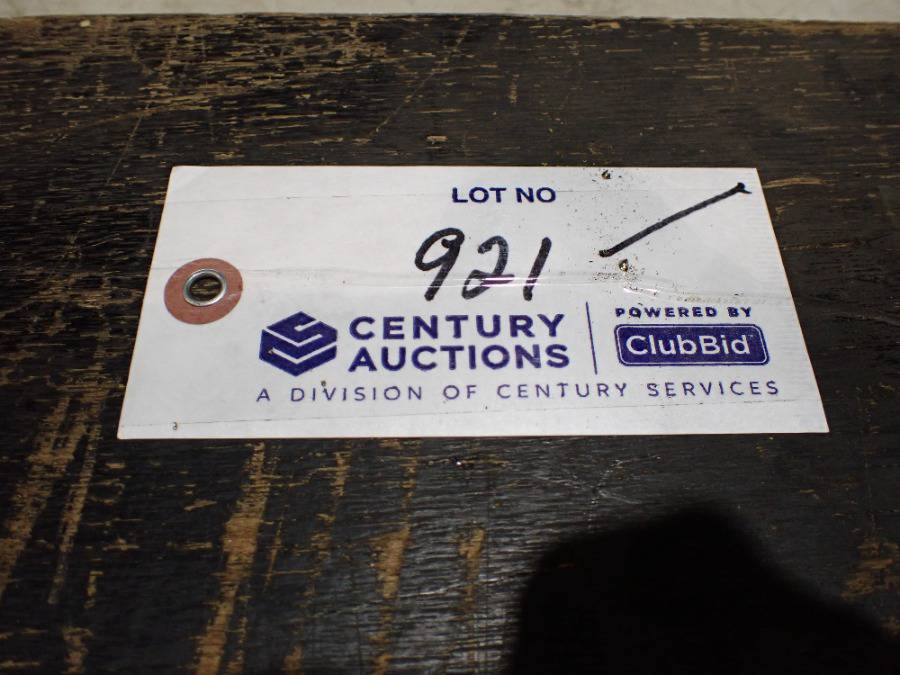 LOT NO
921
CENTURY
AUCTIONS
POWERED BY
ClubBid
A DIVISION OF CENTURY SERVICES